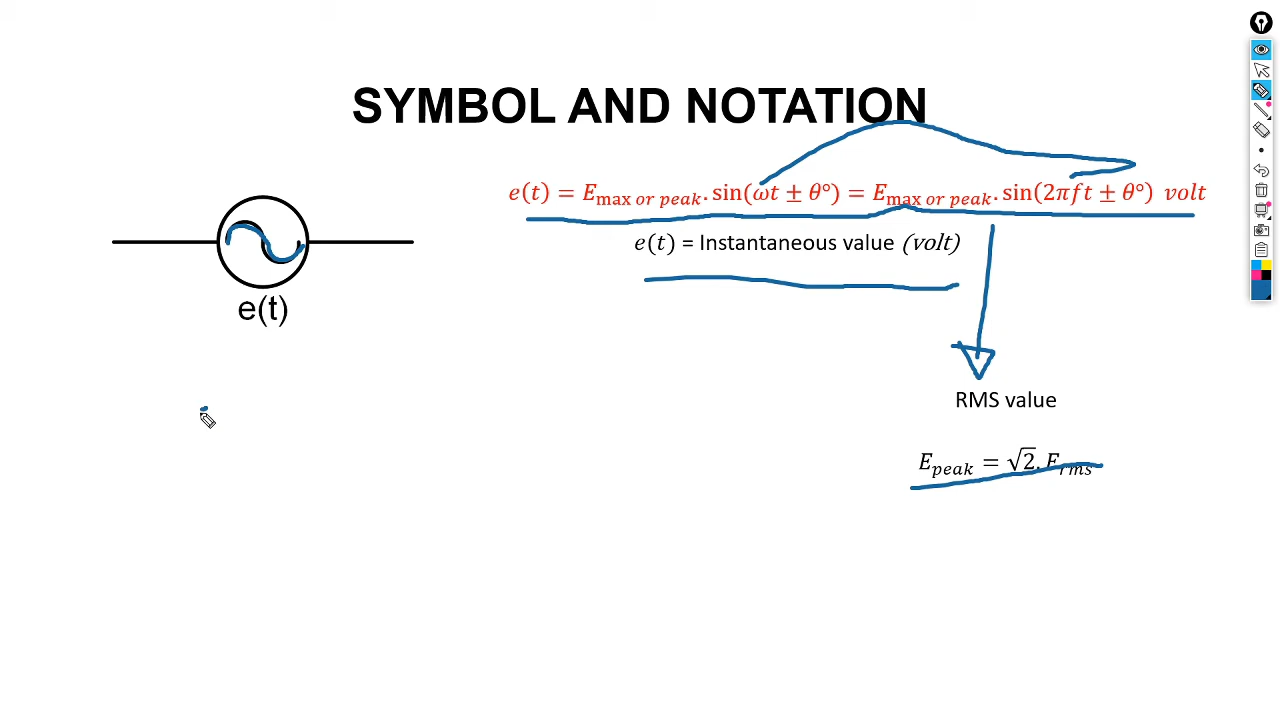 SYMBOL AND NOTATION
e(t) = E_max or peak . sin(ωt ± θ°) = E_max or peak . sin(2πft ± θ°) volt
e(t) = Instantaneous value (volt)
e(t)
RMS value
E_peak = √2. E_rms